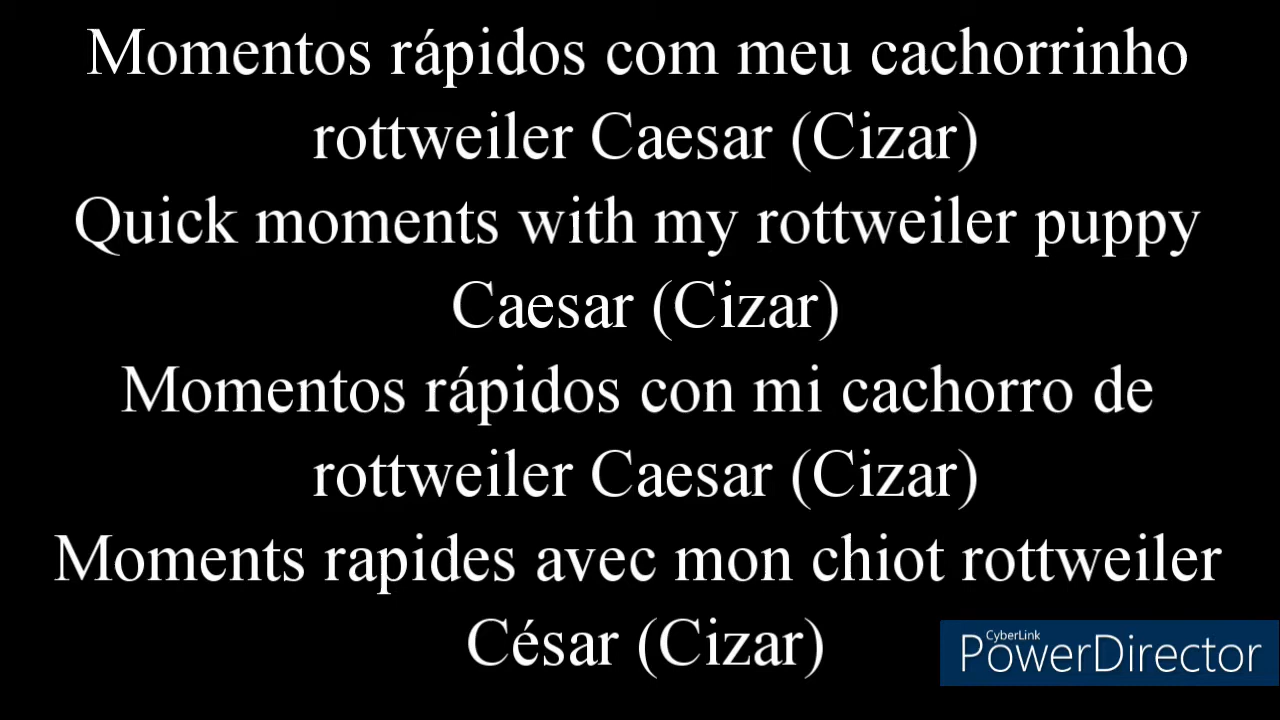 Momentos rápidos com meu cachorrinho
rottweiler Caesar (Cizar)
Quick moments with my rottweiler puppy
Caesar (Cizar)
Momentos rápidos con mi cachorro de
rottweiler Caesar (Cizar)
Moments rapides avec mon chiot rottweiler
César (Cizar)
CyberLink
PowerDirector